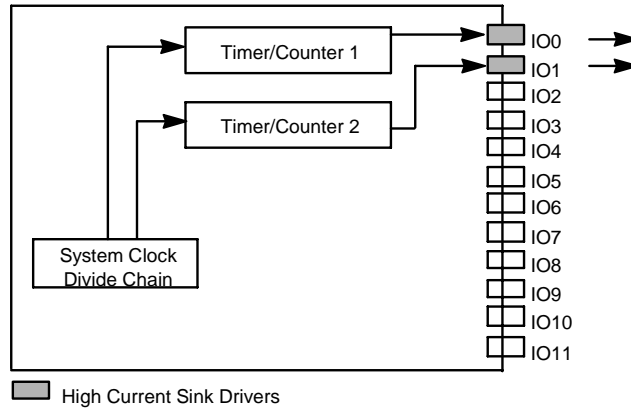 Timer/Counter 1
Timer/Counter 2
System Clock
Divide Chain
IO0
IO1
IO2
IO3
IO4
IO5
IO6
IO7
IO8
IO9
IO10
IO11
High Current Sink Drivers